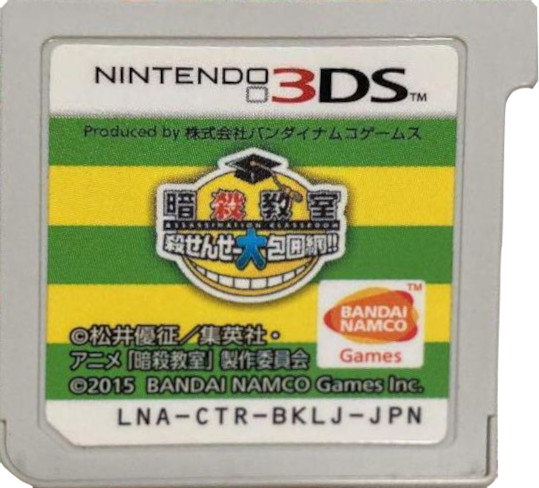 NINTENDO 3DS™
Produced by 株式会社バンダイナムコゲームス
暗殺教室
ASSASSINATION CLASSROOM
殺せんせー大包囲網!!
BANDAI NAMCO™
Games
©松井優征／集英社・
アニメ「暗殺教室」製作委員会
©2015 BANDAI NAMCO Games Inc.
LNA-CTR-BKLJ-JPN